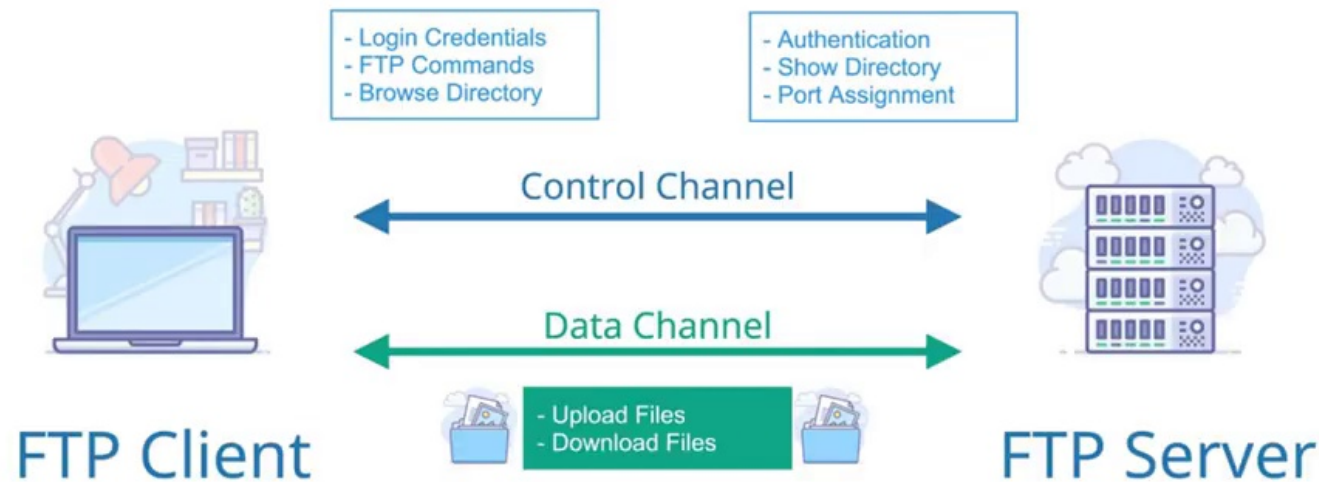 - Login Credentials
- FTP Commands
- Browse Directory
- Authentication
- Show Directory
- Port Assignment
Control Channel
Data Channel
- Upload Files
- Download Files
FTP Client
FTP Server